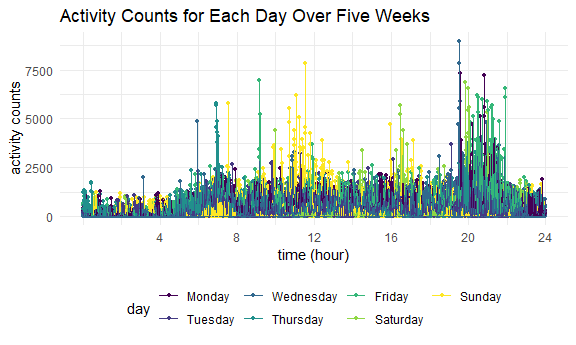 Activity Counts for Each Day Over Five Weeks
activity counts
7500
5000
2500
0
4 8 12 16 20 24
time (hour)
day
Monday Wednesday Friday Sunday
Tuesday Thursday Saturday